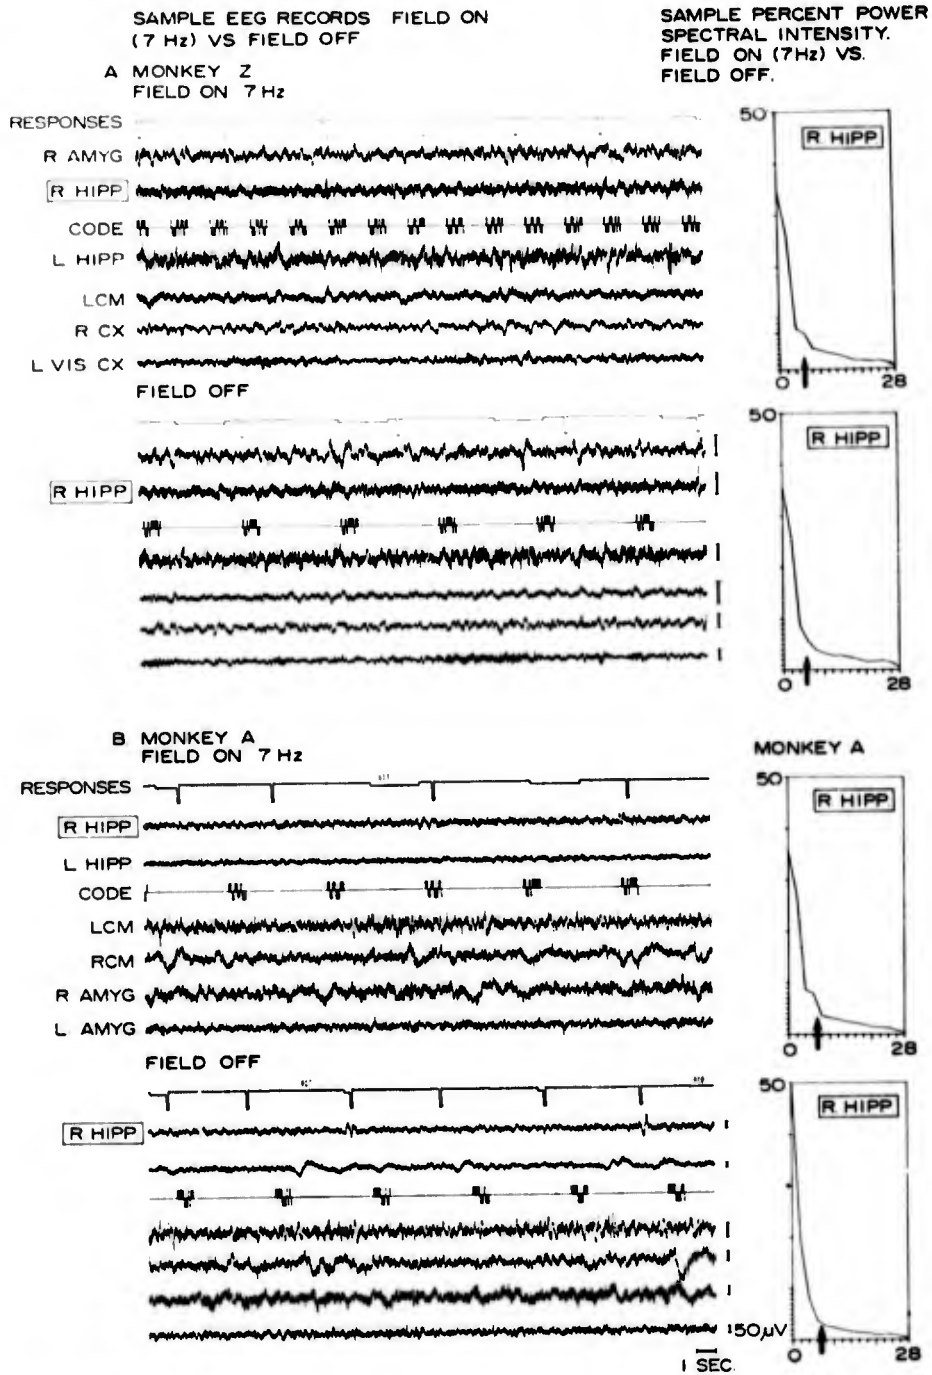 SAMPLE EEG RECORDS FIELD ON
(7 Hz) VS FIELD OFF
SAMPLE PERCENT POWER
SPECTRAL INTENSITY.
FIELD ON (7Hz) VS.
FIELD OFF.
A MONKEY Z
FIELD ON 7 Hz
RESPONSES
R AMYG
R HIPP
CODE
L HIPP
LCM
R CX
L VIS CX
50
R HIPP
0 28
FIELD OFF
R HIPP
50
R HIPP
0 28
B MONKEY A
FIELD ON 7 Hz
RESPONSES
R HIPP
L HIPP
CODE
LCM
RCM
R AMYG
L AMYG
MONKEY A
50
R HIPP
0 28
FIELD OFF
R HIPP
50µV
1 SEC.
50
R HIPP
0 28